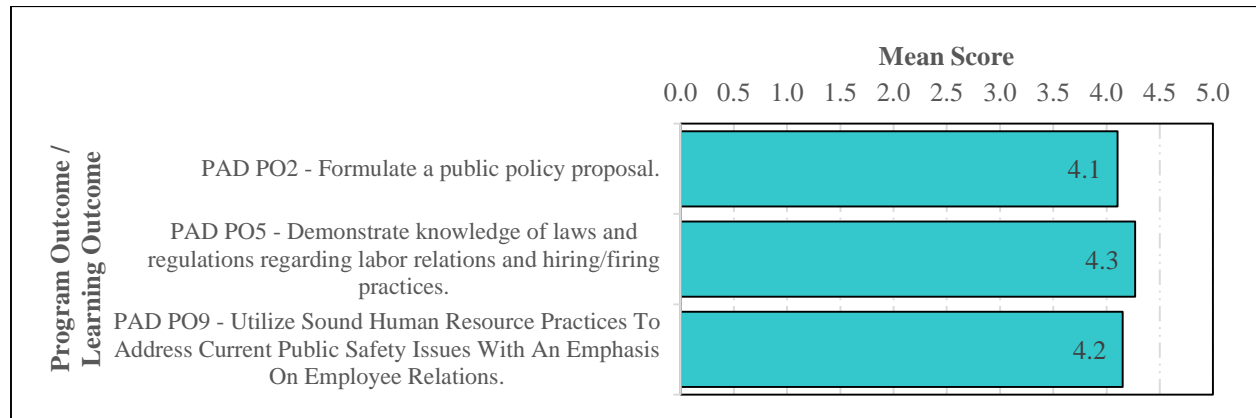 Mean Score
0.0 0.5 1.0 1.5 2.0 2.5 3.0 3.5 4.0 4.5 5.0
Program Outcome /
Learning Outcome
PAD PO2 - Formulate a public policy proposal.
4.1
PAD PO5 - Demonstrate knowledge of laws and
regulations regarding labor relations and hiring/firing
practices.
4.3
PAD PO9 - Utilize Sound Human Resource Practices To
Address Current Public Safety Issues With An Emphasis
On Employee Relations.
4.2